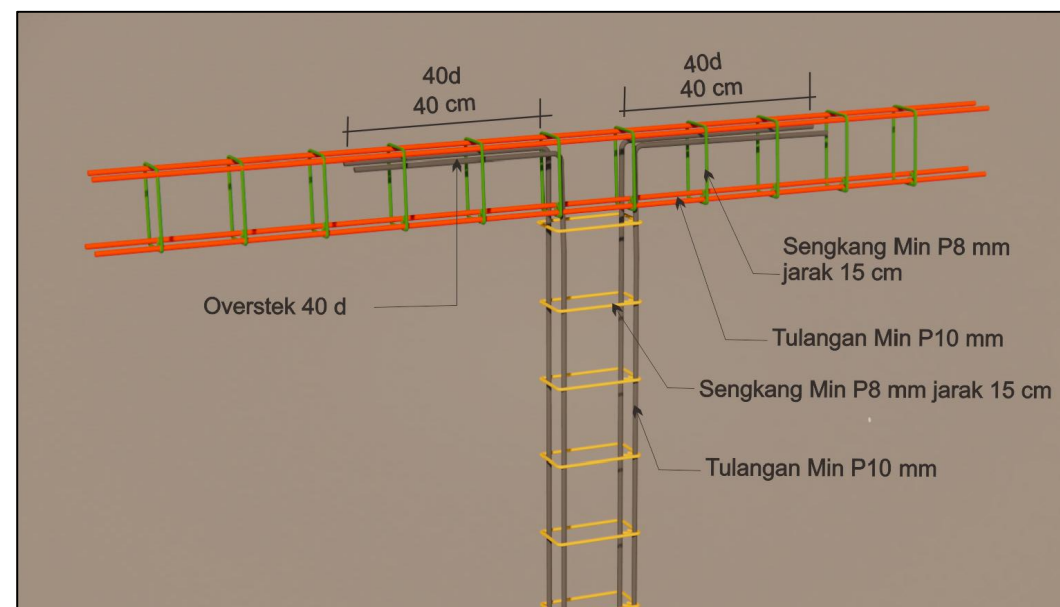 40d
40 cm
40d
40 cm
Sengkang Min P8 mm
jarak 15 cm
Overstek 40 d
Tulangan Min P10 mm
Sengkang Min P8 mm jarak 15 cm
Tulangan Min P10 mm